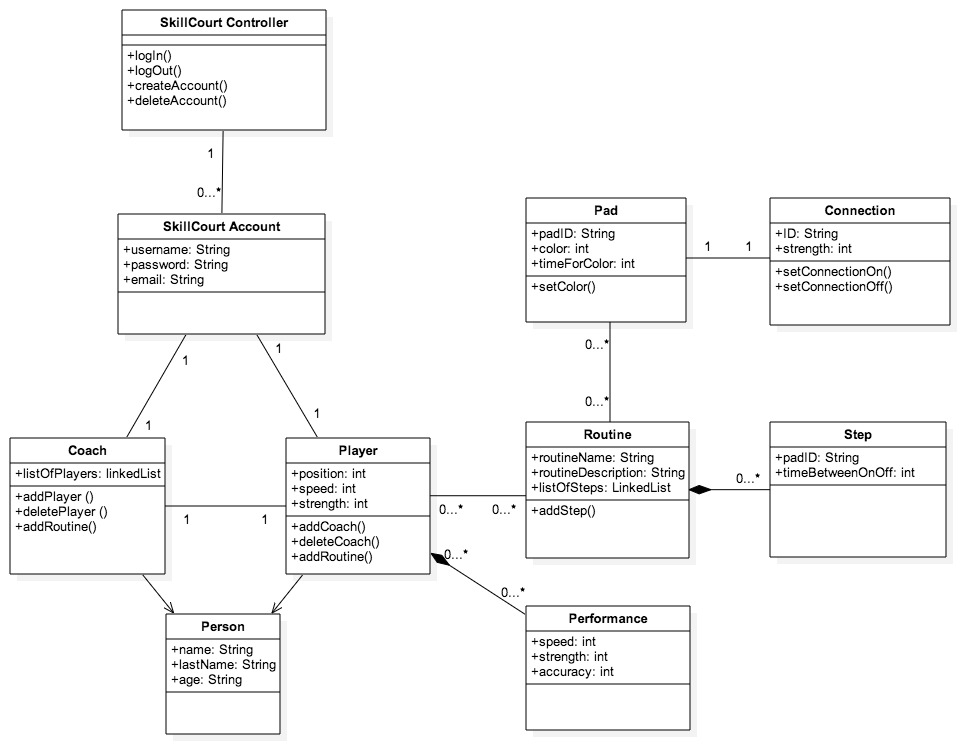 SkillCourt Controller
+logIn()
+logOut()
+createAccount()
+deleteAccount()
1
0...*
SkillCourt Account
+username: String
+password: String
+email: String
1
1
1
1
Pad
+padID: String
+color: int
+timeForColor: int
+setColor()
1
1
Connection
+ID: String
+strength: int
+setConnectionOn()
+setConnectionOff()
0...*
0...*
Coach
+listOfPlayers: linkedList
+addPlayer ()
+deletePlayer ()
+addRoutine()
1
1
Player
+position: int
+speed: int
+strength: int
+addCoach()
+deleteCoach()
+addRoutine()
0...*
0...*
Routine
+routineName: String
+routineDescription: String
+listOfSteps: LinkedList
+addStep()
0...*
Step
+padID: String
+timeBetweenOnOff: int
0...*
0...*
Person
+name: String
+lastName: String
+age: String
Performance
+speed: int
+strength: int
+accuracy: int